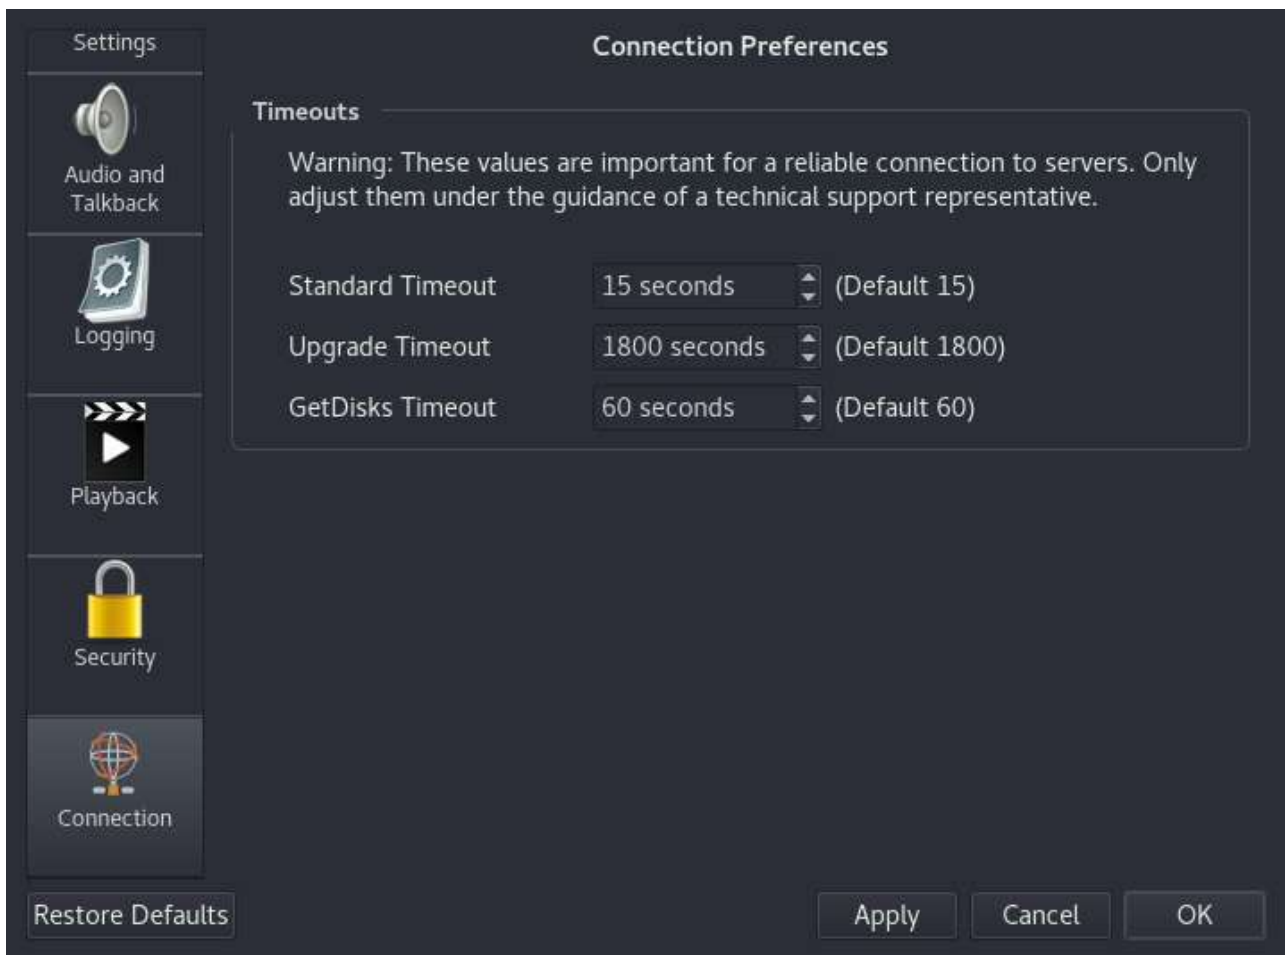 Settings
Audio and
Talkback
Logging
Playback
Security
Connection
Connection Preferences
Timeouts
Warning: These values are important for a reliable connection to servers. Only
adjust them under the guidance of a technical support representative.
Standard Timeout 15 seconds (Default 15)
Upgrade Timeout 1800 seconds (Default 1800)
GetDisks Timeout 60 seconds (Default 60)
Restore Defaults Apply Cancel OK